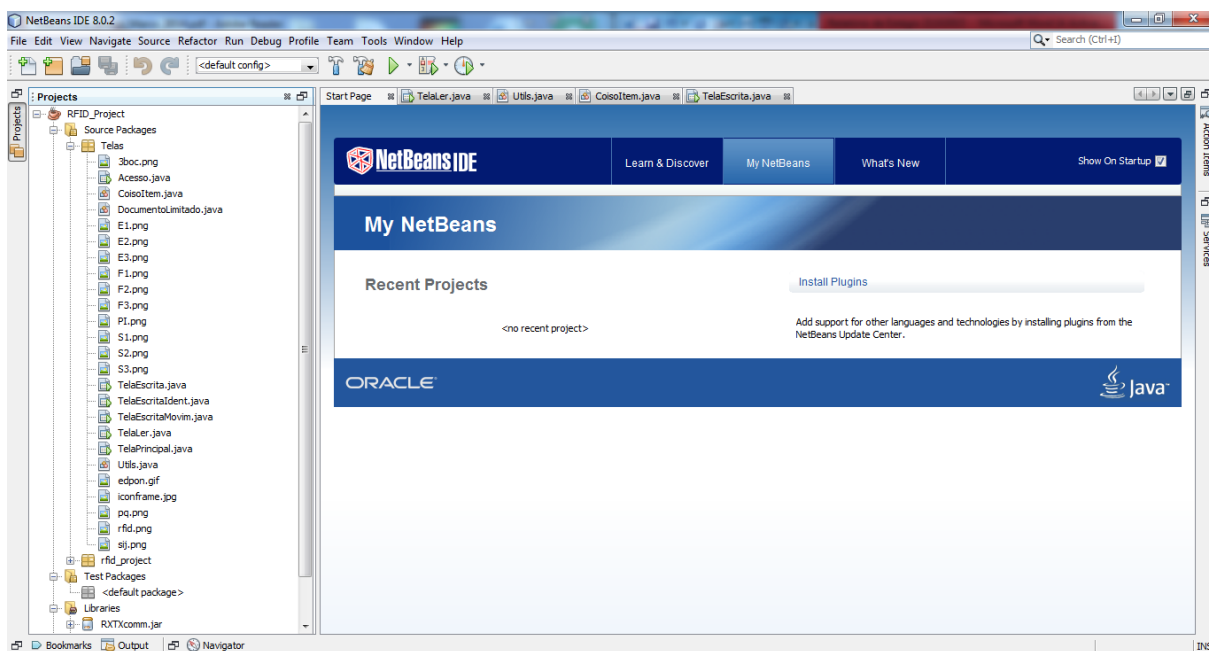 NetBeans IDE 8.0.2
File Edit View Navigate Source Refactor Run Debug Profile Team Tools Window Help
Search (Ctrl+I)
<default config>
Projects
Start Page TelaLer.java Utils.java CoisoItem.java TelaEscrita.java
Projects
RFID_Project
Source Packages
Telas
3boc.png
Acesso.java
CoisoItem.java
DocumentoLimitado.java
E1.png
E2.png
E3.png
F1.png
F2.png
F3.png
PI.png
S1.png
S2.png
S3.png
TelaEscrita.java
TelaEscritaIdent.java
TelaEscritaMovim.java
TelaLer.java
TelaPrincipal.java
Utils.java
edpon.gif
iconframe.jpg
pq.png
rfid.png
sij.png
rfid_project
Test Packages
<default package>
Libraries
RXTXcomm.jar
NetBeans IDE
Learn & Discover
My NetBeans
What's New
Show On Startup
My NetBeans
Recent Projects
<no recent project>
Install Plugins
Add support for other languages and technologies by installing plugins from the
NetBeans Update Center.
ORACLE
Java
Action Items
Services
Bookmarks Output Navigator
INS